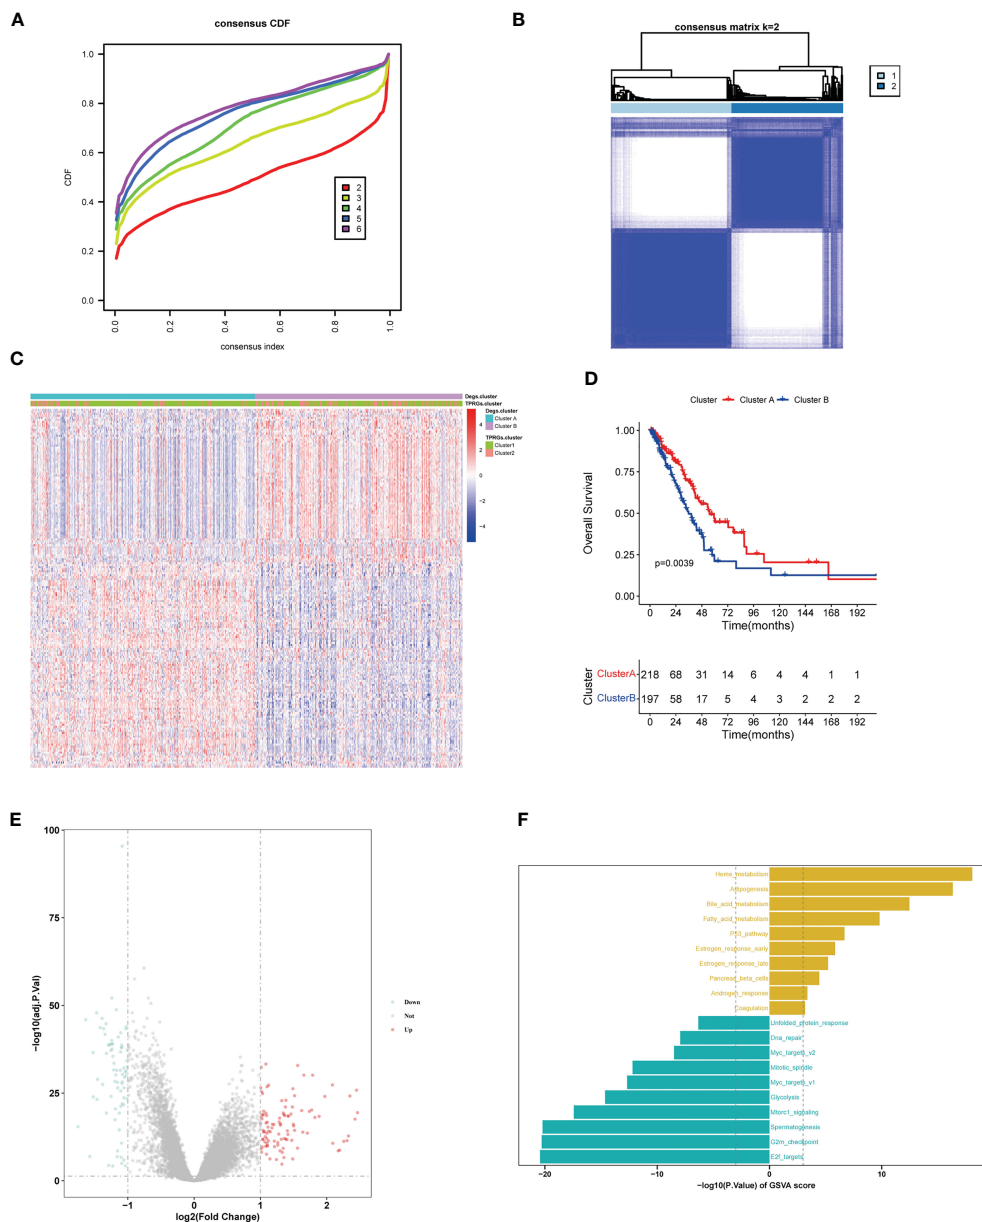 A
consensus CDF
CDF
1.0
0.8
0.6
0.4
0.2
0.0
2
3
4
5
6
0.0
0.2
0.4
0.6
0.8
1.0
consensus index
B
consensus matrix k=2
1
2
C
Degs.cluster
TPRGs.cluster
4
2
0
−2
−4
Degs.cluster
Cluster A
Cluster B
TPRGs.cluster
Cluster1
Cluster2
D
Cluster Cluster A Cluster B
Overall Survival
1.00
0.75
0.50
0.25
0.00
p=0.0039
0 24 48 72 96 120 144 168 192
Time(months)
Cluster
ClusterA 218 68 31 14 6 4 4 1 1
ClusterB 197 58 17 5 4 3 2 2 2
0 24 48 72 96 120 144 168 192
Time(months)
E
−log10(adj.P.Val)
100
75
50
25
0
−1 0 1 2
log2(Fold Change)
Down
Not
Up
F
Heme_metabolism
Adipogenesis
Bile_acid_metabolism
Fatty_acid_metabolism
P53_pathway
Estrogen_response_early
Estrogen_response_late
Pancreas_beta_cells
Androgen_response
Coagulation
Unfolded_protein_response
Dna_repair
Myc_targets_v2
Mitotic_spindle
Myc_targets_v1
Glycolysis
Mtorc1_signaling
Spermatogenesis
G2m_checkpoint
E2f_targets
−20 −10 0 10
−log10(P.Value) of GSVA score